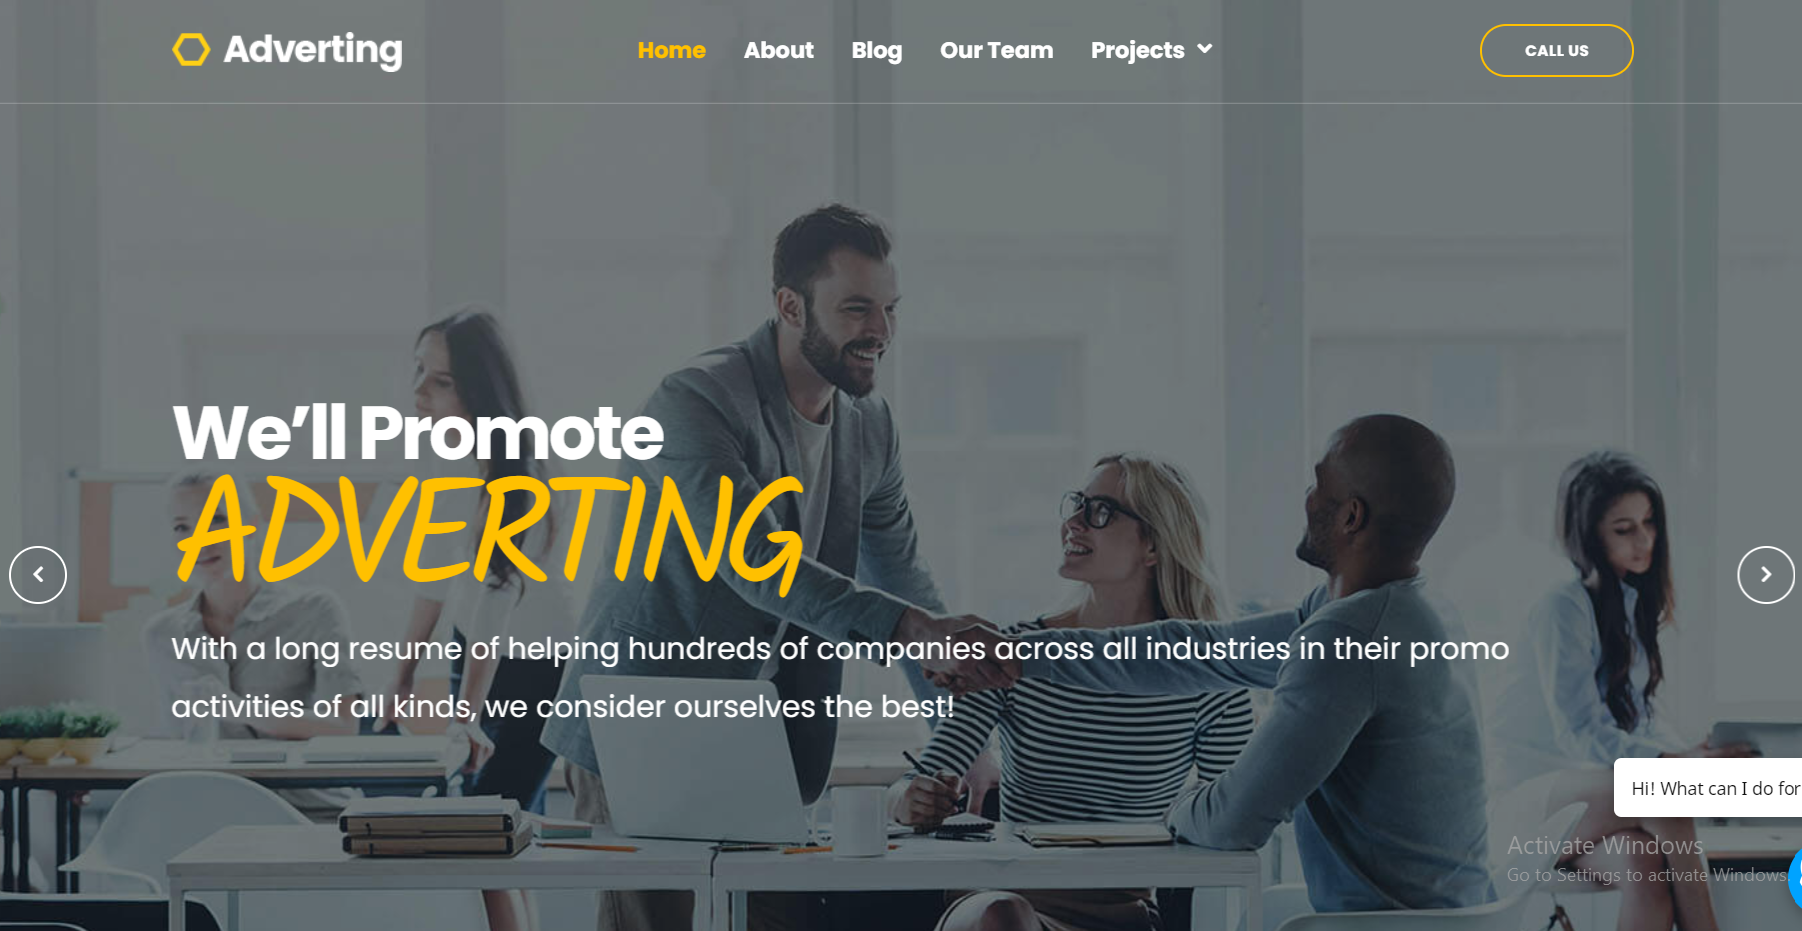 Adverting
Home About Blog Our Team Projects
CALL US
We'll Promote
ADVERTING
With a long resume of helping hundreds of companies across all industries in their promo
activities of all kinds, we consider ourselves the best!
Hi! What can I do for
Activate Windows
Go to Settings to activate Windows.